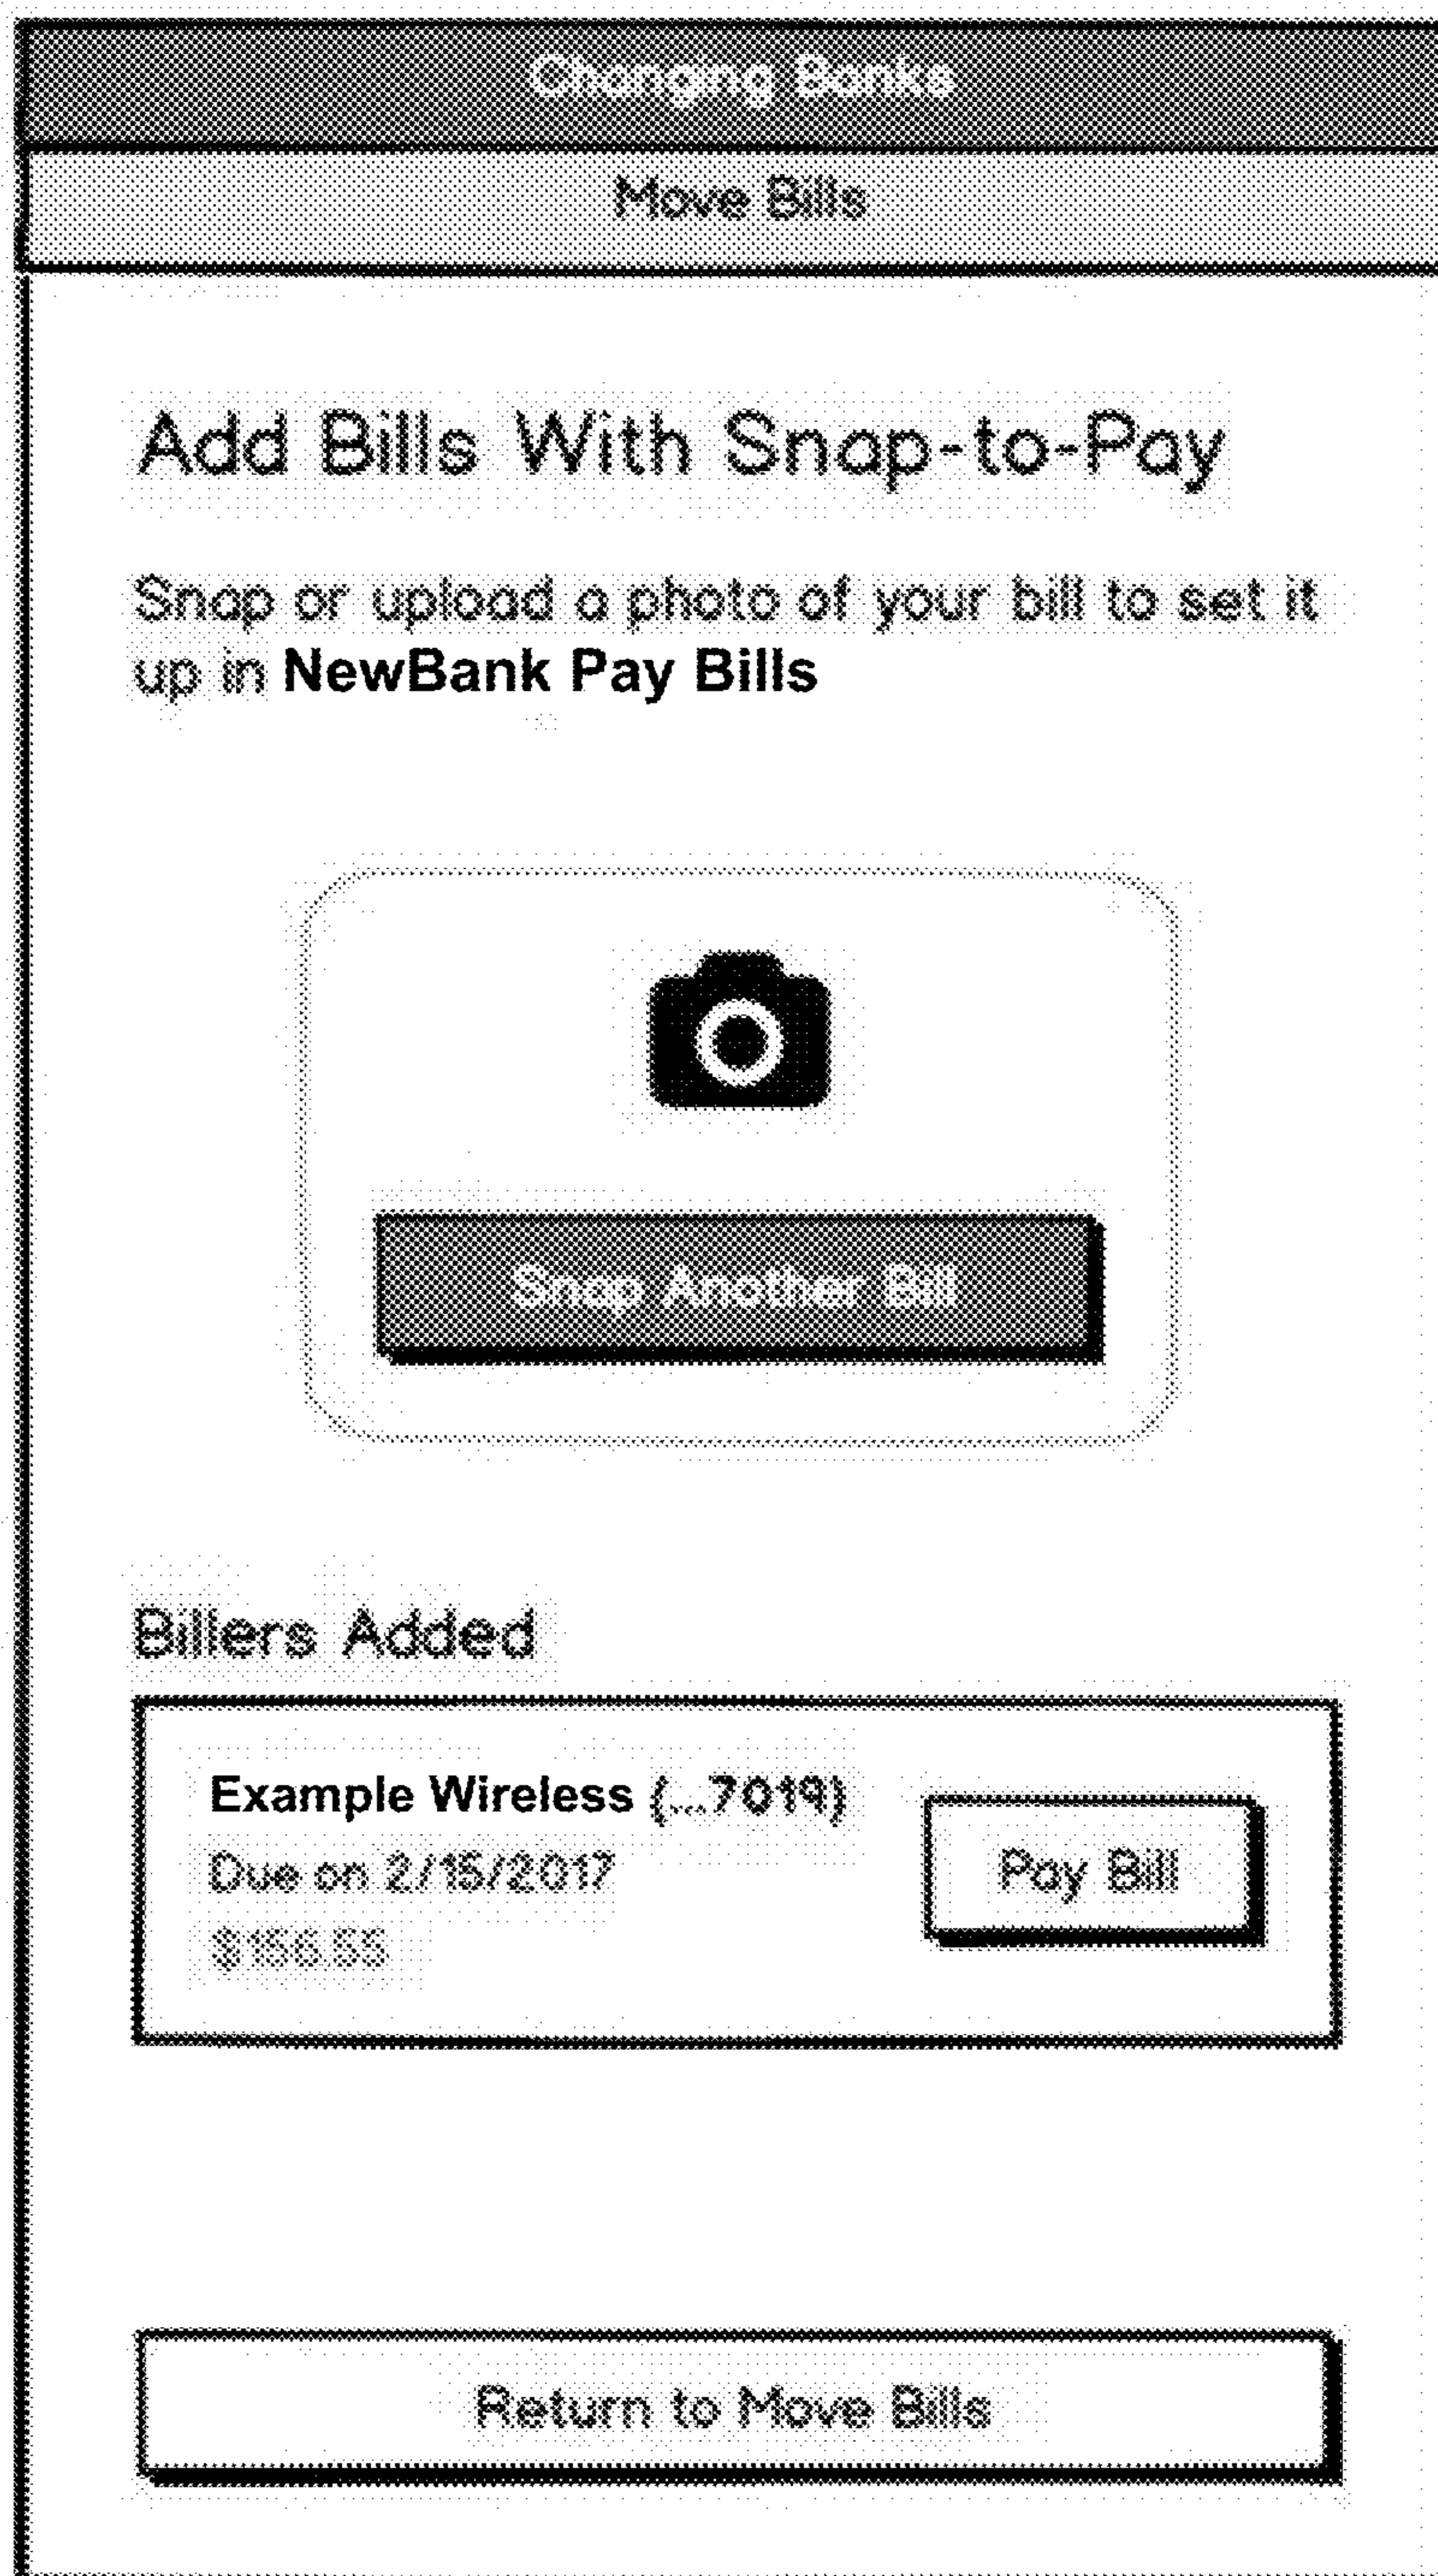 Changing Banks
Move Bills
Add Bills With Snap-to-Pay
Snap or upload a photo of your bill to set it
up in NewBank Pay Bills
Snap Another Bill
Billers Added
Example Wireless (...7019)
Due on 2/15/2017
Pay Bill
Return to Move Bills